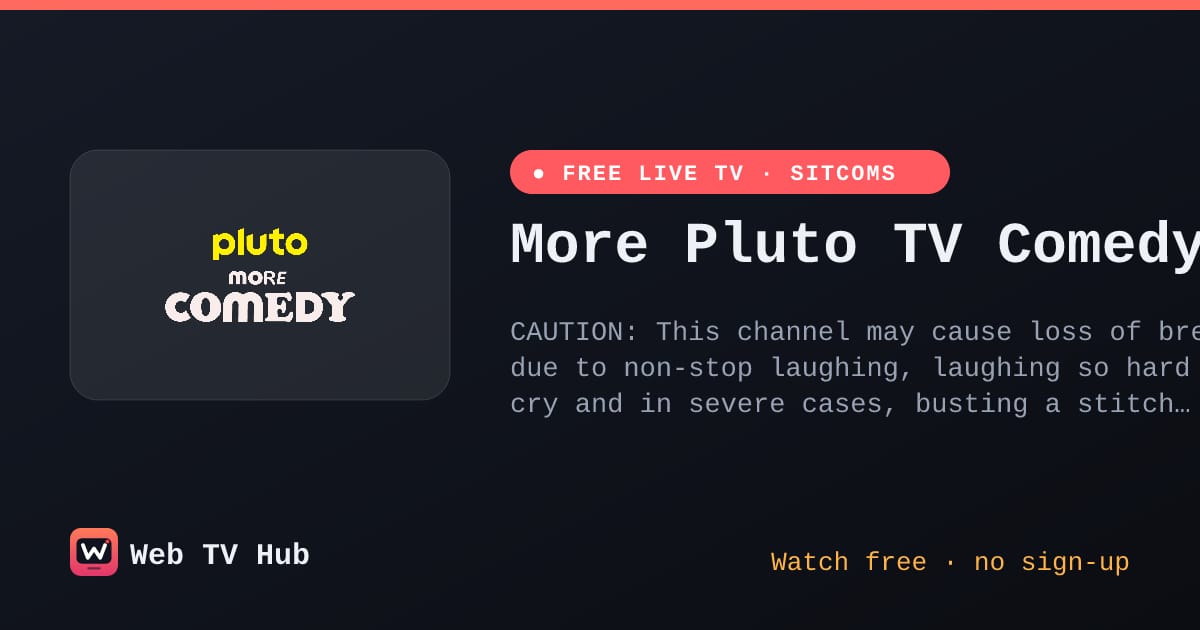 pluto
MORE
COMEDY
• FREE LIVE TV · SITCOMS
More Pluto TV Comedy
CAUTION: This channel may cause loss of bre
due to non-stop laughing, laughing so hard
cry and in severe cases, busting a stitch…
W Web TV Hub
Watch free · no sign-up